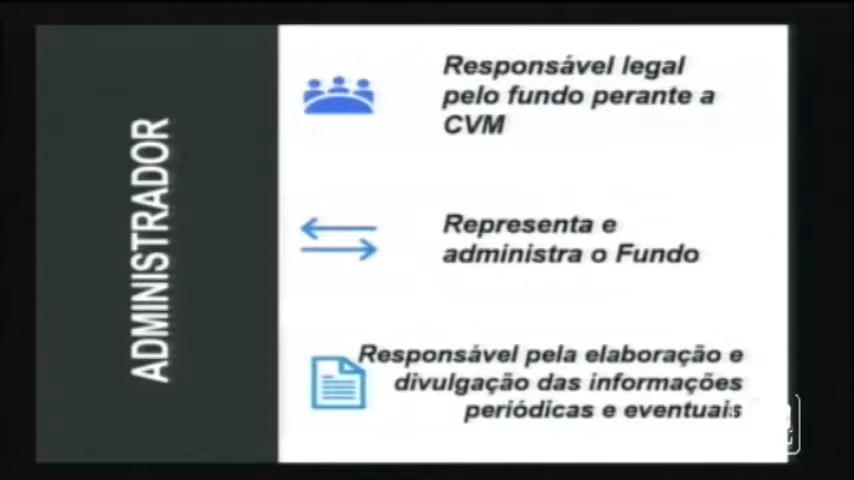 ADMINISTRADOR
Responsável legal
pelo fundo perante a
CVM
Representa e
administra o Fundo
Responsável pela elaboração e
divulgação das informações
periódicas e eventuais